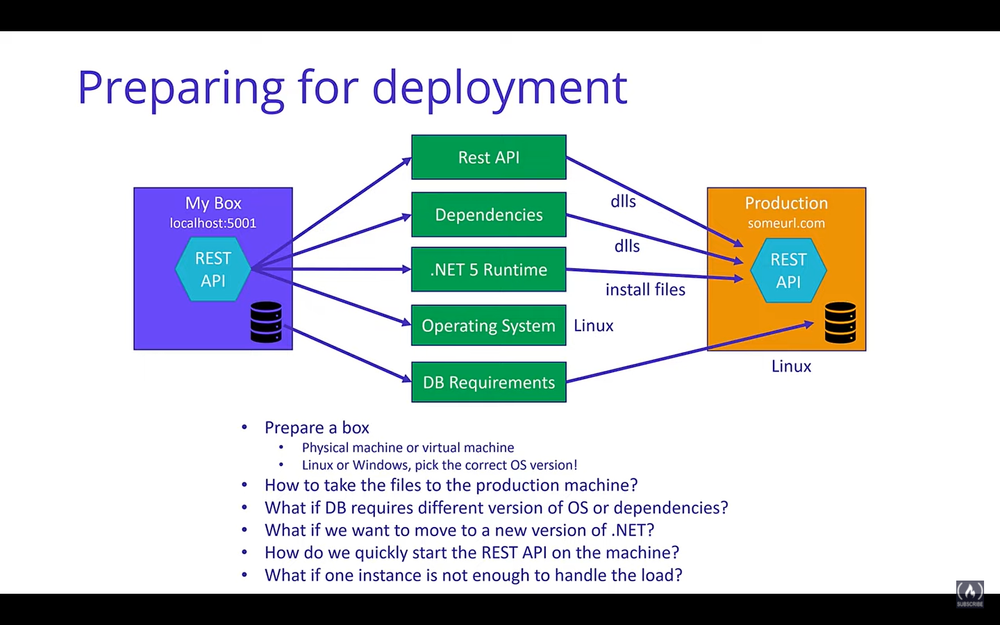 Preparing for deployment
Rest API
My Box
localhost:5001
REST
API
Dependencies
.NET 5 Runtime
Operating System
DB Requirements
dlls
dlls
install files
Linux
Production
someurl.com
REST
API
Linux
• Prepare a box
• Physical machine or virtual machine
• Linux or Windows, pick the correct OS version!
• How to take the files to the production machine?
• What if DB requires different version of OS or dependencies?
• What if we want to move to a new version of .NET?
• How do we quickly start the REST API on the machine?
• What if one instance is not enough to handle the load?
SUBSCRIBE